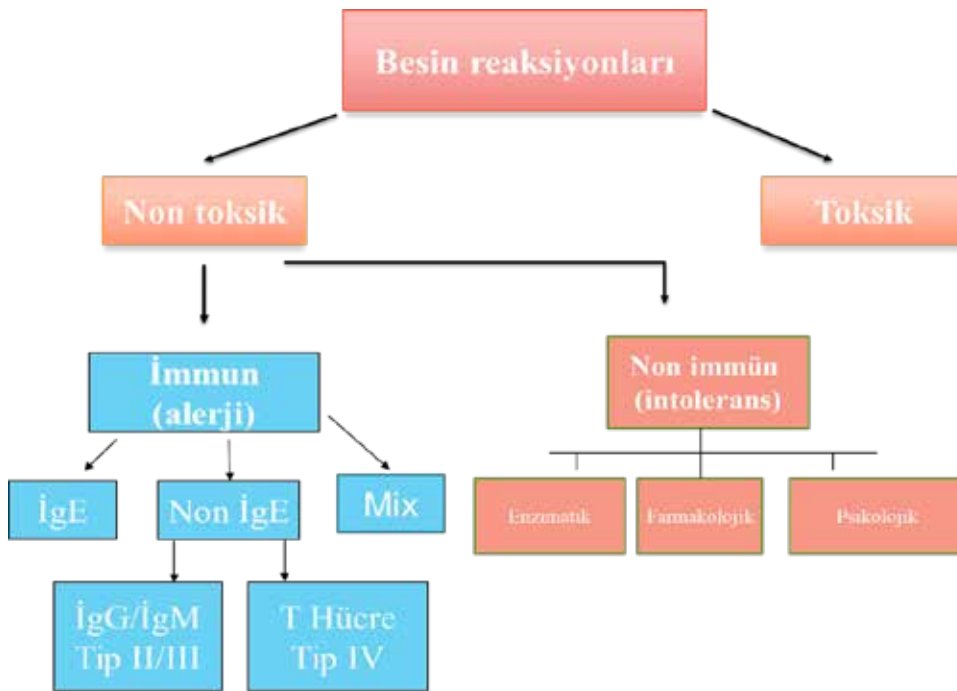 Besin reaksiyonları
Non toksik
Toksik
İmmun
(alerji)
Non immün
(intolerans)
İgE
Non İgE
Mix
Enzimatik
Farmakolojik
Psikolojik
İgG/İgM
Tip II/III
T Hücre
Tip IV